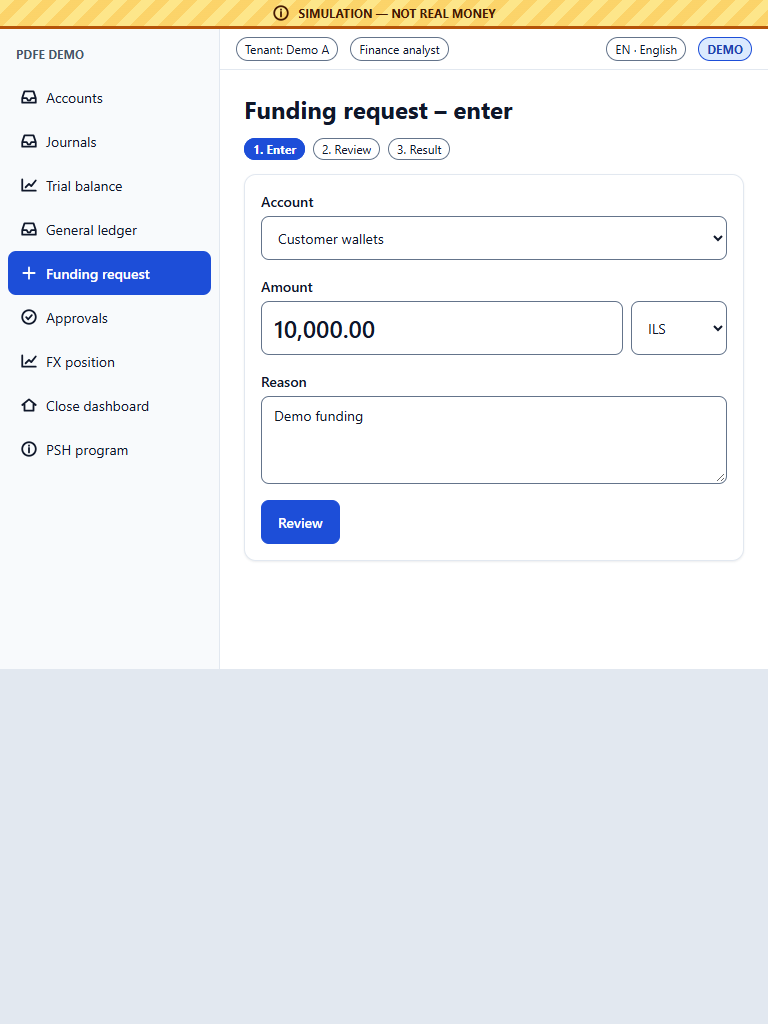 SIMULATION — NOT REAL MONEY
PDFE DEMO
Accounts
Journals
Trial balance
General ledger
Funding request
Approvals
FX position
Close dashboard
PSH program
Tenant: Demo A
Finance analyst
EN · English
DEMO
Funding request – enter
1. Enter
2. Review
3. Result
Account
Customer wallets
Amount
10,000.00
ILS
Reason
Demo funding
Review